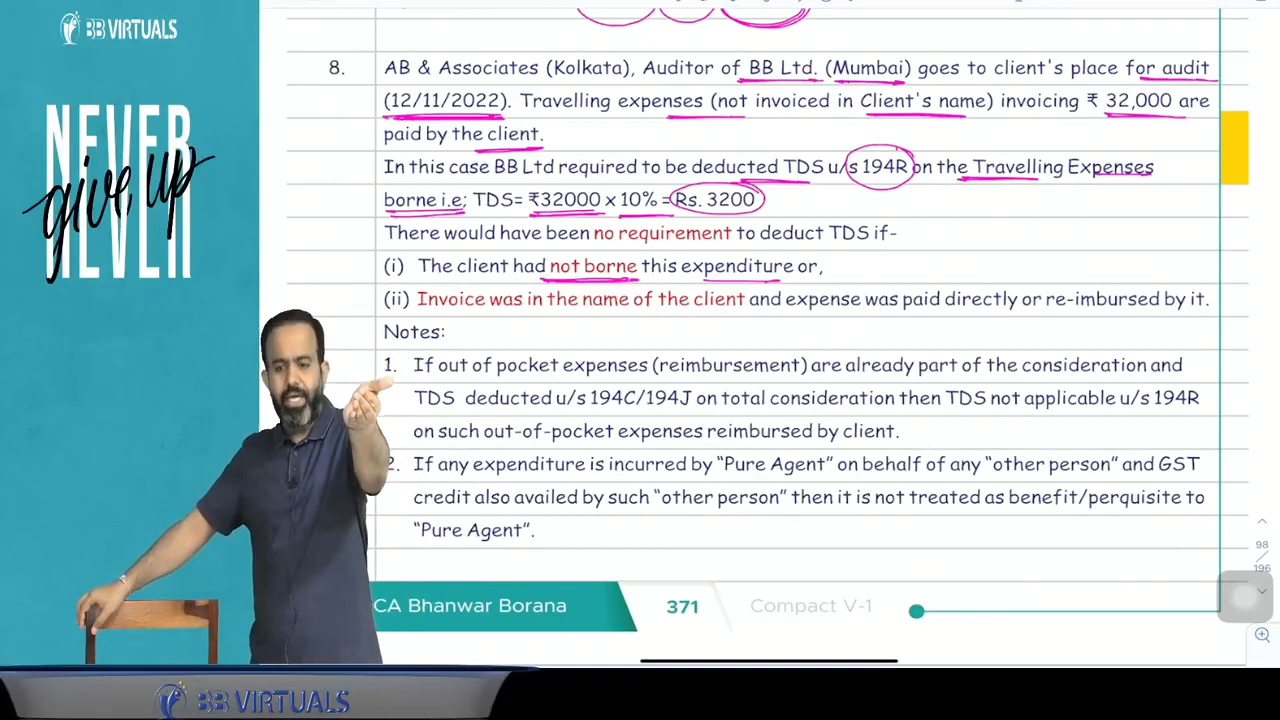 BB VIRTUALS
NEVER
give up
NEVER
8. AB & Associates (Kolkata), Auditor of BB Ltd. (Mumbai) goes to client's place for audit
(12/11/2022). Travelling expenses (not invoiced in Client's name) invoicing ₹ 32,000 are
paid by the client.
In this case BB Ltd required to be deducted TDS u/s 194R on the Travelling Expenses
borne i.e; TDS= ₹32000 x 10% = Rs. 3200
There would have been no requirement to deduct TDS if-
(i) The client had not borne this expenditure or,
(ii) Invoice was in the name of the client and expense was paid directly or re-imbursed by it.
Notes:
1. If out of pocket expenses (reimbursement) are already part of the consideration and
TDS deducted u/s 194C/194J on total consideration then TDS not applicable u/s 194R
on such out-of-pocket expenses reimbursed by client.
2. If any expenditure is incurred by “Pure Agent” on behalf of any “other person” and GST
credit also availed by such “other person” then it is not treated as benefit/perquisite to
“Pure Agent”.
98
196
CA Bhanwar Borana 371 Compact V-1
BB VIRTUALS